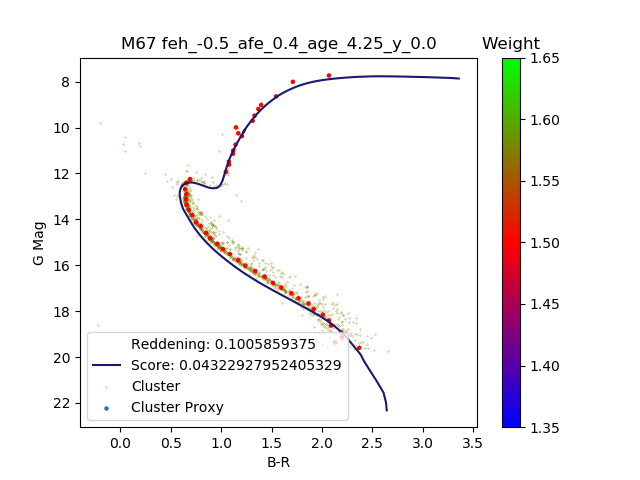 M67 feh_-0.5_afe_0.4_age_4.25_y_0.0
Weight
8
10
12
14
16
18
20
22
G Mag
0.0 0.5 1.0 1.5 2.0 2.5 3.0 3.5
B-R
Reddening: 0.1005859375
Score: 0.04322927952405329
Cluster
Cluster Proxy
1.65
1.60
1.55
1.50
1.45
1.40
1.35